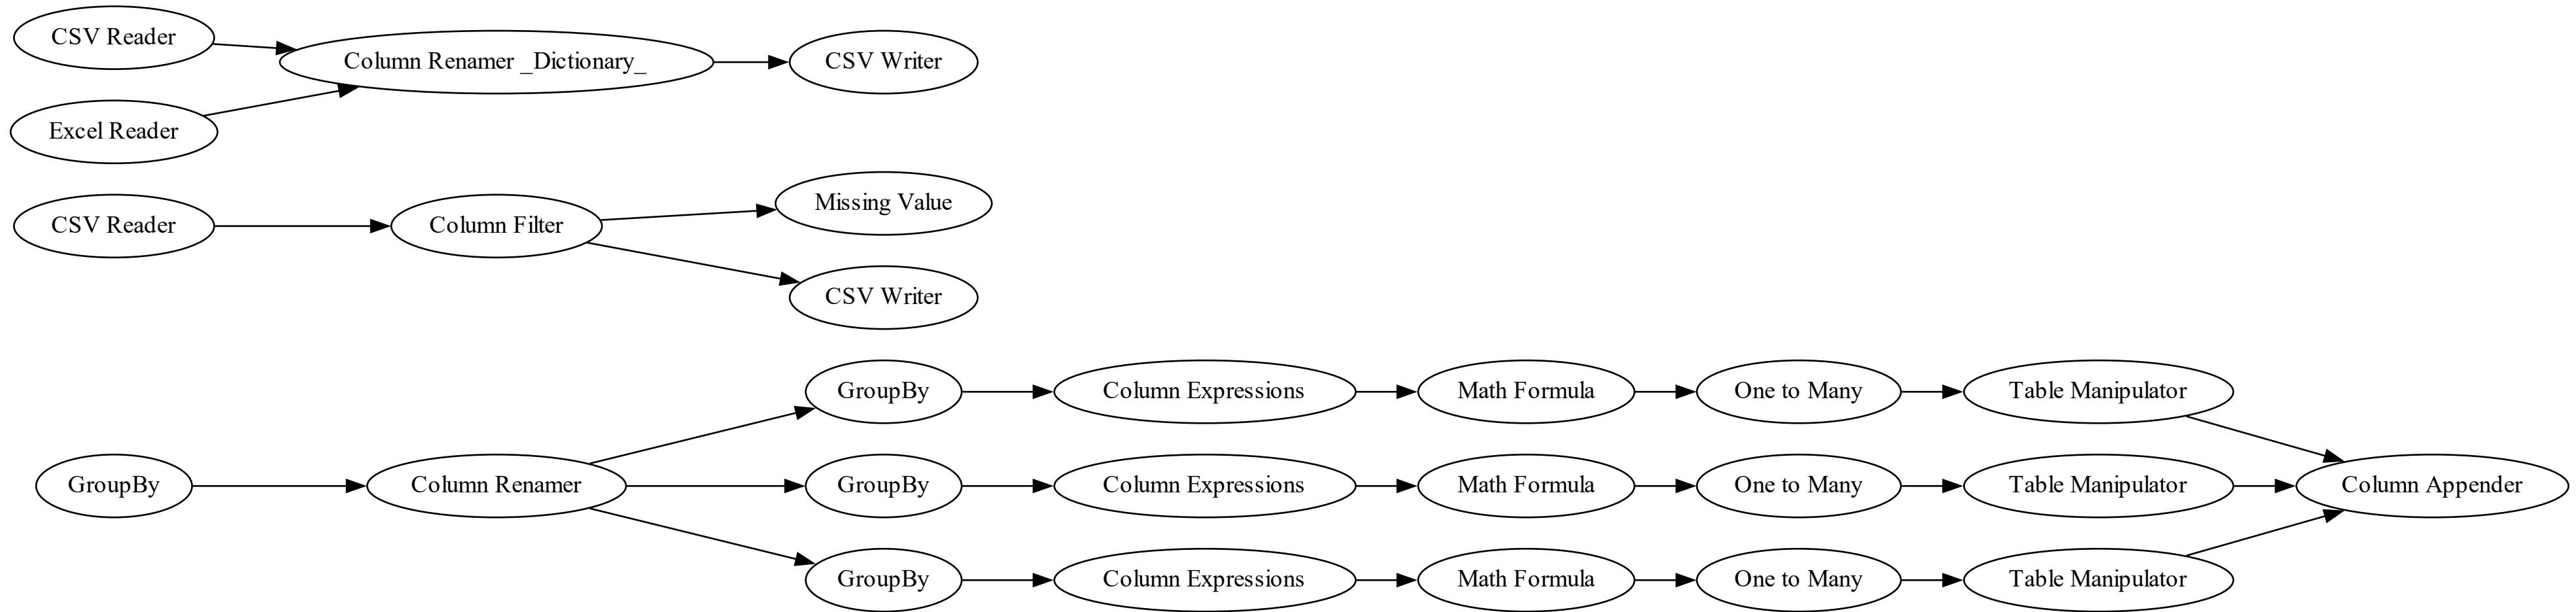 CSV Reader
Column Renamer _Dictionary_
CSV Writer
Excel Reader
CSV Reader
Column Filter
Missing Value
CSV Writer
GroupBy
Column Expressions
Math Formula
One to Many
Table Manipulator
GroupBy
Column Renamer
GroupBy
Column Expressions
Math Formula
One to Many
Table Manipulator
Column Appender
GroupBy
Column Expressions
Math Formula
One to Many
Table Manipulator